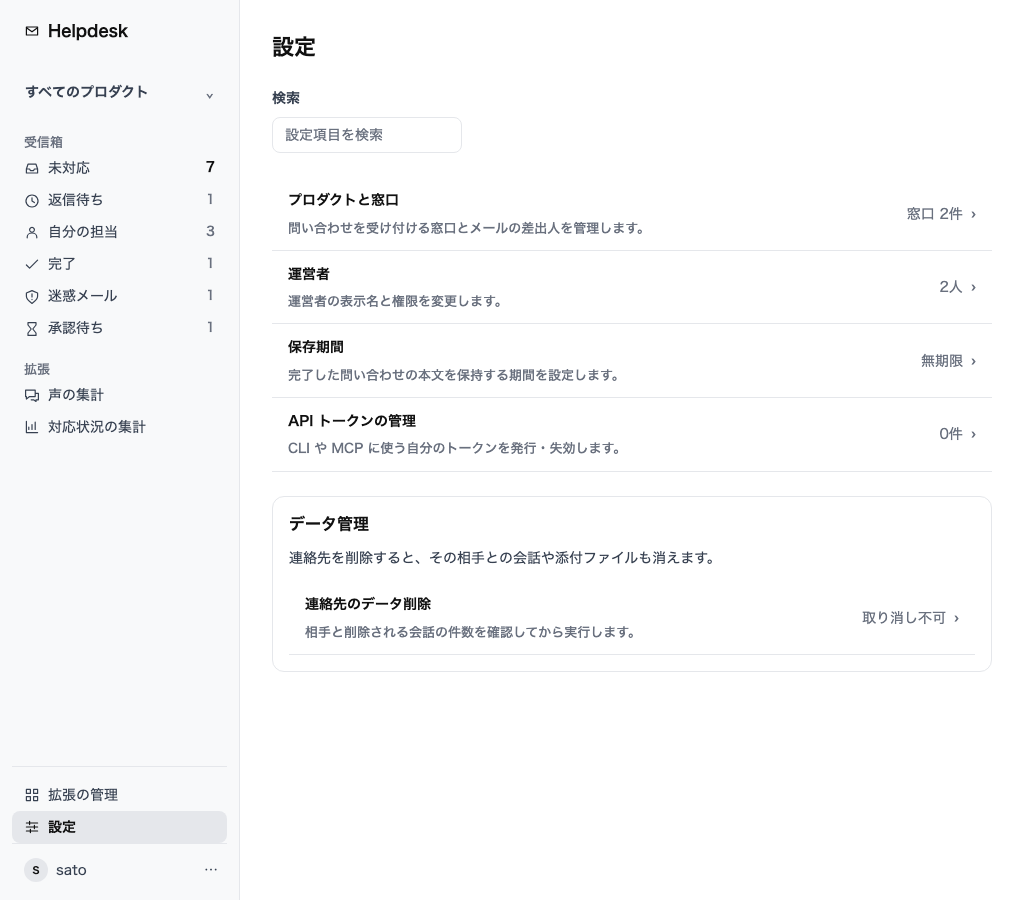 Helpdesk
すべてのプロダクト
受信箱
未対応 7
返信待ち 1
自分の担当 3
完了 1
迷惑メール 1
承認待ち 1
拡張
声の集計
対応状況の集計
拡張の管理
設定
S sato ...
設定
検索
設定項目を検索
プロダクトと窓口
問い合わせを受け付ける窓口とメールの差出人を管理します。
窓口 2件 ›
運営者
運営者の表示名と権限を変更します。
2人 ›
保存期間
完了した問い合わせの本文を保持する期間を設定します。
無期限 ›
API トークンの管理
CLI や MCP に使う自分のトークンを発行・失効します。
0件 ›
データ管理
連絡先を削除すると、その相手との会話や添付ファイルも消えます。
連絡先のデータ削除
相手と削除される会話の件数を確認してから実行します。
取り消し不可 ›